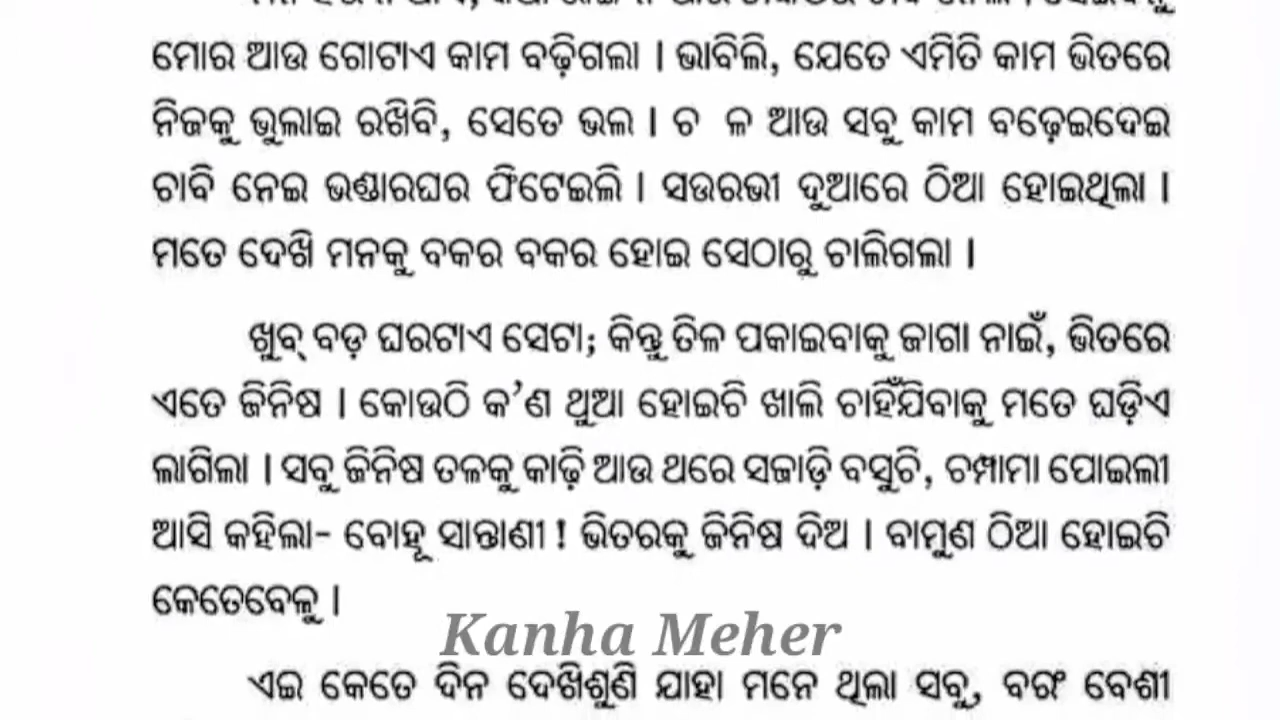 ମୋର ଆଉ ଗୋଟାଏ କାମ ବଢ଼ିଗଲା । ଭାବିଲି, ଯେତେ ଏମିତି କାମ ଭିତରେ
ନିଜକୁ ଭୁଲାଇ ରଖିବି, ସେତେ ଭଲ । ଚ ଳ ଆଉ ସବୁ କାମ ବଢ଼େଇଦେଇ
ଚାବି ନେଇ ଭଣ୍ଡାରଘର ଫିଟେଇଲି । ସଉରଭୀ ଦୁଆରେ ଠିଆ ହୋଇଥିଲା ।
ମତେ ଦେଖି ମନକୁ ବକର ବକର ହୋଇ ସେଠାରୁ ଚାଲିଗଲା ।
ଖୁବ୍ ବଡ଼ ଘରଟାଏ ସେଟା; କିନ୍ତୁ ତିଳ ପକାଇବାକୁ ଜାଗା ନାଇଁ, ଭିତରେ
ଏତେ ଜିନିଷ । କୋଉଠି କ'ଣ ଥୁଆ ହୋଇଚି ଖାଲି ଚାହିଁଯିବାକୁ ମତେ ଘଡ଼ିଏ
ଲାଗିଲା । ସବୁ ଜିନିଷ ତଳକୁ କାଢ଼ି ଆଉ ଥରେ ସଜାଡ଼ି ବସୁଚି, ଚମ୍ପାମା ପୋଇଲୀ
ଆସି କହିଲା- ବୋହୂ ସାନ୍ତାଣୀ ! ଭିତରକୁ ଜିନିଷ ଦିଅ । ବାମୁଣ ଠିଆ ହୋଇଚି
କେତେବେଳୁ ।
Kanha Meher
ଏଇ କେତେ ଦିନ ଦେଖିଶୁଣି ଯାହା ମନେ ଥିଲା ସବୁ, ବରଂ ବେଶୀ